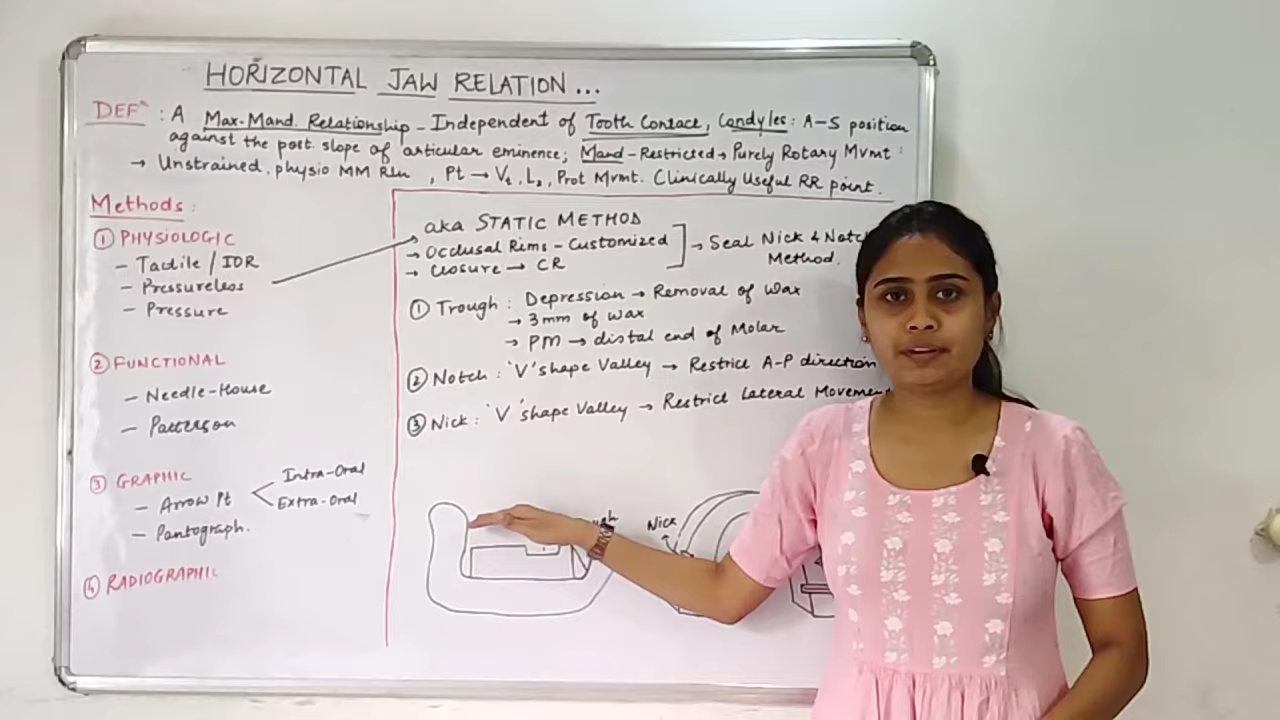 HORIZONTAL JAW RELATION...
DEFⁿ : A Max-Mand. Relationship - Independent of Tooth Contact, Condyles: A-S position
against the post slope of articular eminence; Mand - Restricted → Purely Rotary Mvmt :
→ Unstrained, physio MM Rln , Pt → Vt, L2, Prot Mvmt. Clinically Useful RR point.
Methods :
① PHYSIOLOGIC
- Tactile / IOR
- Pressureless
- Pressure
② FUNCTIONAL
- Needle-House
- Patterson
③ GRAPHIC
- Arrow Pt
Intra-Oral
Extra-Oral
- Pantograph.
④ RADIOGRAPHIC
aka STATIC METHOD
→ Occlusal Rims - Customized
→ Closure → CR
→ Seal Nick & Notch
Method.
① Trough : Depression → Removal of Wax
→ 3mm of wax
→ PM → distal end of Molar
② Notch : 'V' shape Valley → Restrict A-P direction
③ Nick : 'V' shape Valley → Restrict Lateral Movement
Nick